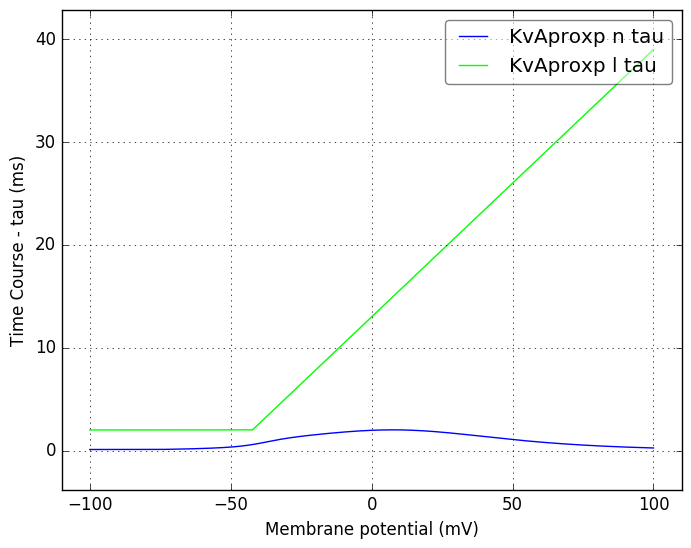 KvAproxp n tau
KvAproxp l tau
40
30
20
10
0
−100
−50
0
50
100
Time Course - tau (ms)
Membrane potential (mV)